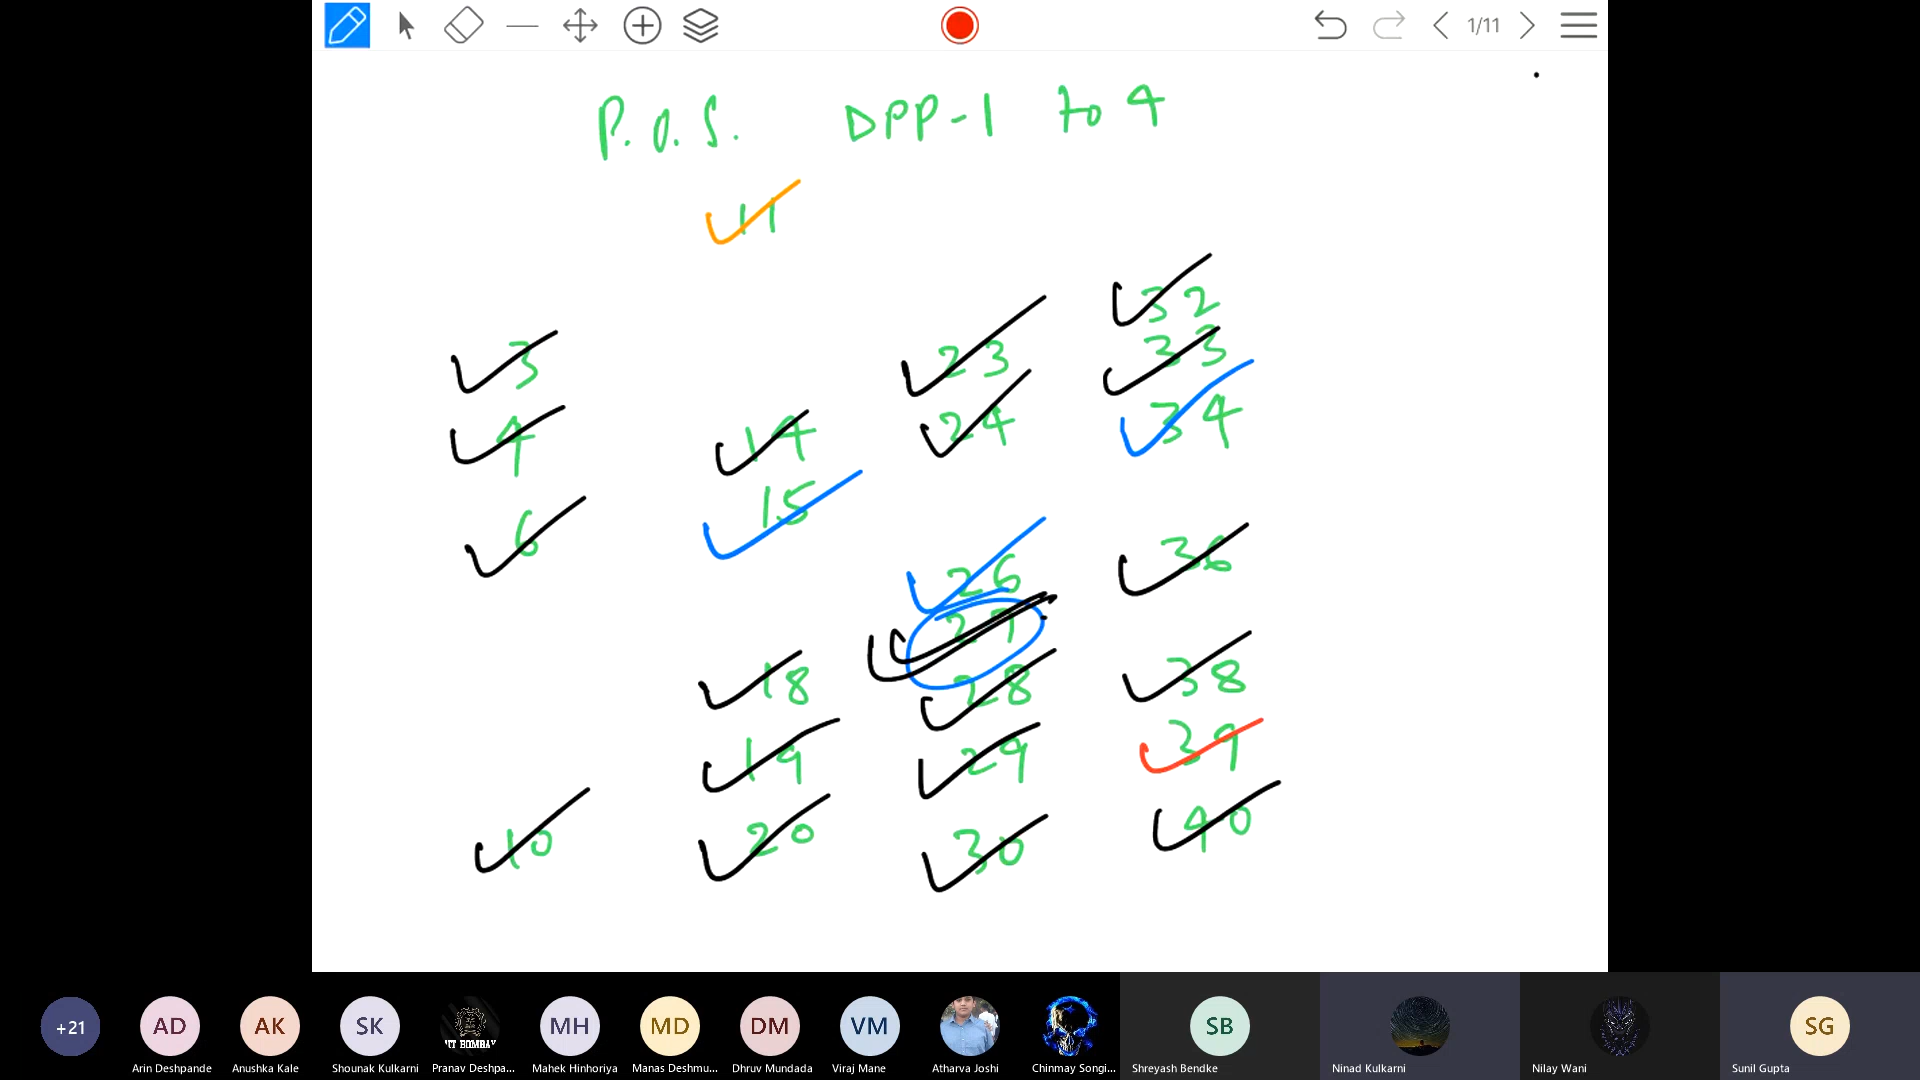 1/11
P.O.S. DPP-1 to 4
11
32
3 23 33
4 14 24 34
15
6 26 36
27
18 28 38
19 29 39
10 20 30 40
+21 AD AK SK "IT BOMBAY" MH MD DM VM SB SG
Arin Deshpande Anushka Kale Shounak Kulkarni Pranav Deshpa... Mahek Hinhoriya Manas Deshmu... Dhruv Mundada Viraj Mane Atharva Joshi Chinmay Songi... Shreyash Bendke Ninad Kulkarni Nilay Wani Sunil Gupta